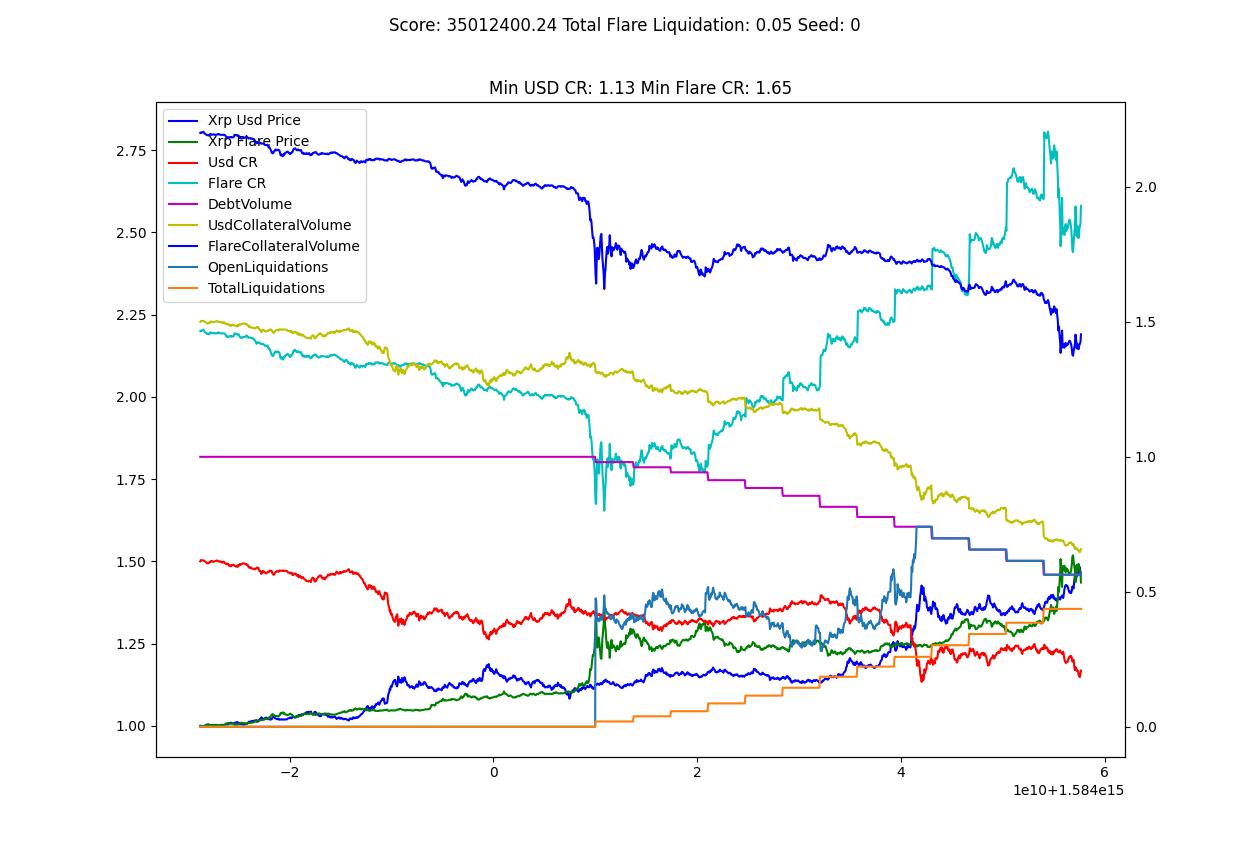 Score: 35012400.24 Total Flare Liquidation: 0.05 Seed: 0
Min USD CR: 1.13 Min Flare CR: 1.65
Xrp Usd Price
Xrp Flare Price
Usd CR
Flare CR
DebtVolume
UsdCollateralVolume
FlareCollateralVolume
OpenLiquidations
TotalLiquidations
2.75
2.50
2.25
2.00
1.75
1.50
1.25
1.00
2.0
1.5
1.0
0.5
0.0
−2 0 2 4 6
1e10+1.584e15